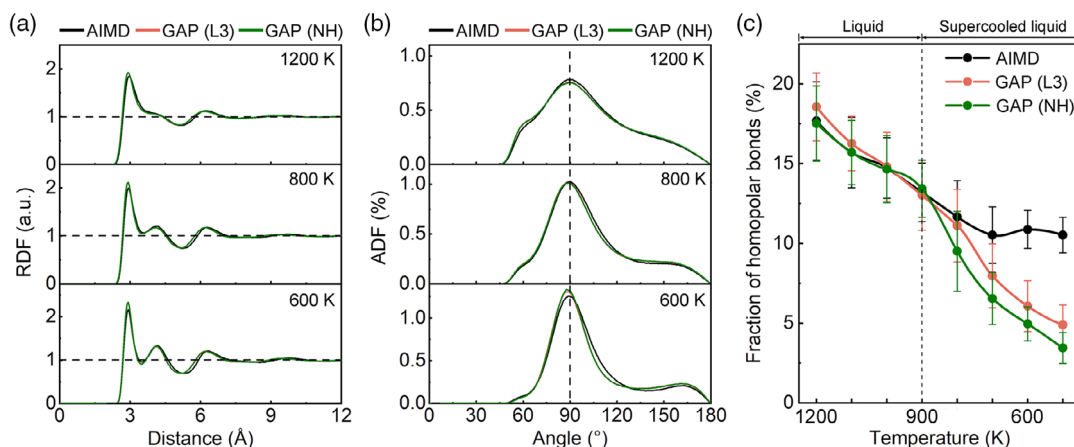 (a)
AIMD GAP (L3) GAP (NH)
1200 K
2
1
0
800 K
2
1
0
600 K
2
1
0
0 3 6 9 12
RDF (a.u.)
Distance (Å)
(b)
AIMD GAP (L3) GAP (NH)
1200 K
1.0
0.5
0.0
800 K
1.0
0.5
0.0
600 K
1.0
0.5
0.0
0 30 60 90 120 150 180
ADF (%)
Angle (°)
(c)
Liquid Supercooled liquid
AIMD
GAP (L3)
GAP (NH)
20
15
10
5
0
1200 900 600
Fraction of homopolar bonds (%)
Temperature (K)